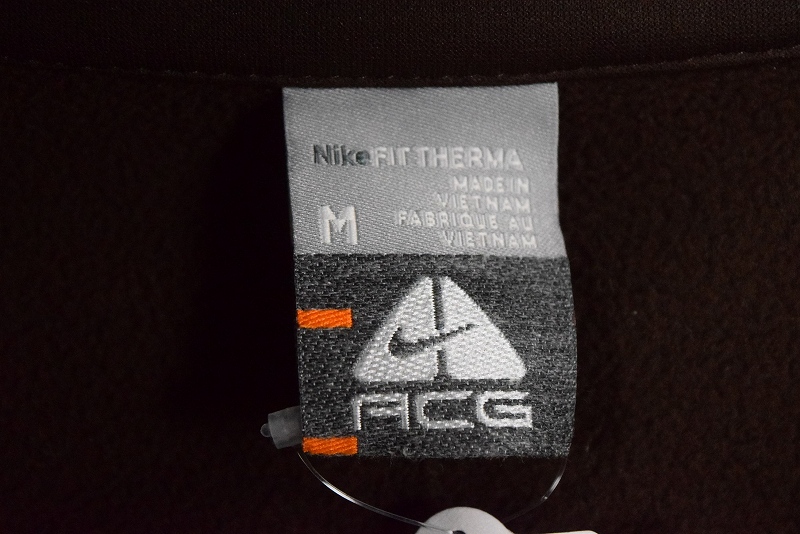 NikeFIT THERMA
MADE IN
VIETNAM
FABRIQUE AU
VIETNAM
M
ACG